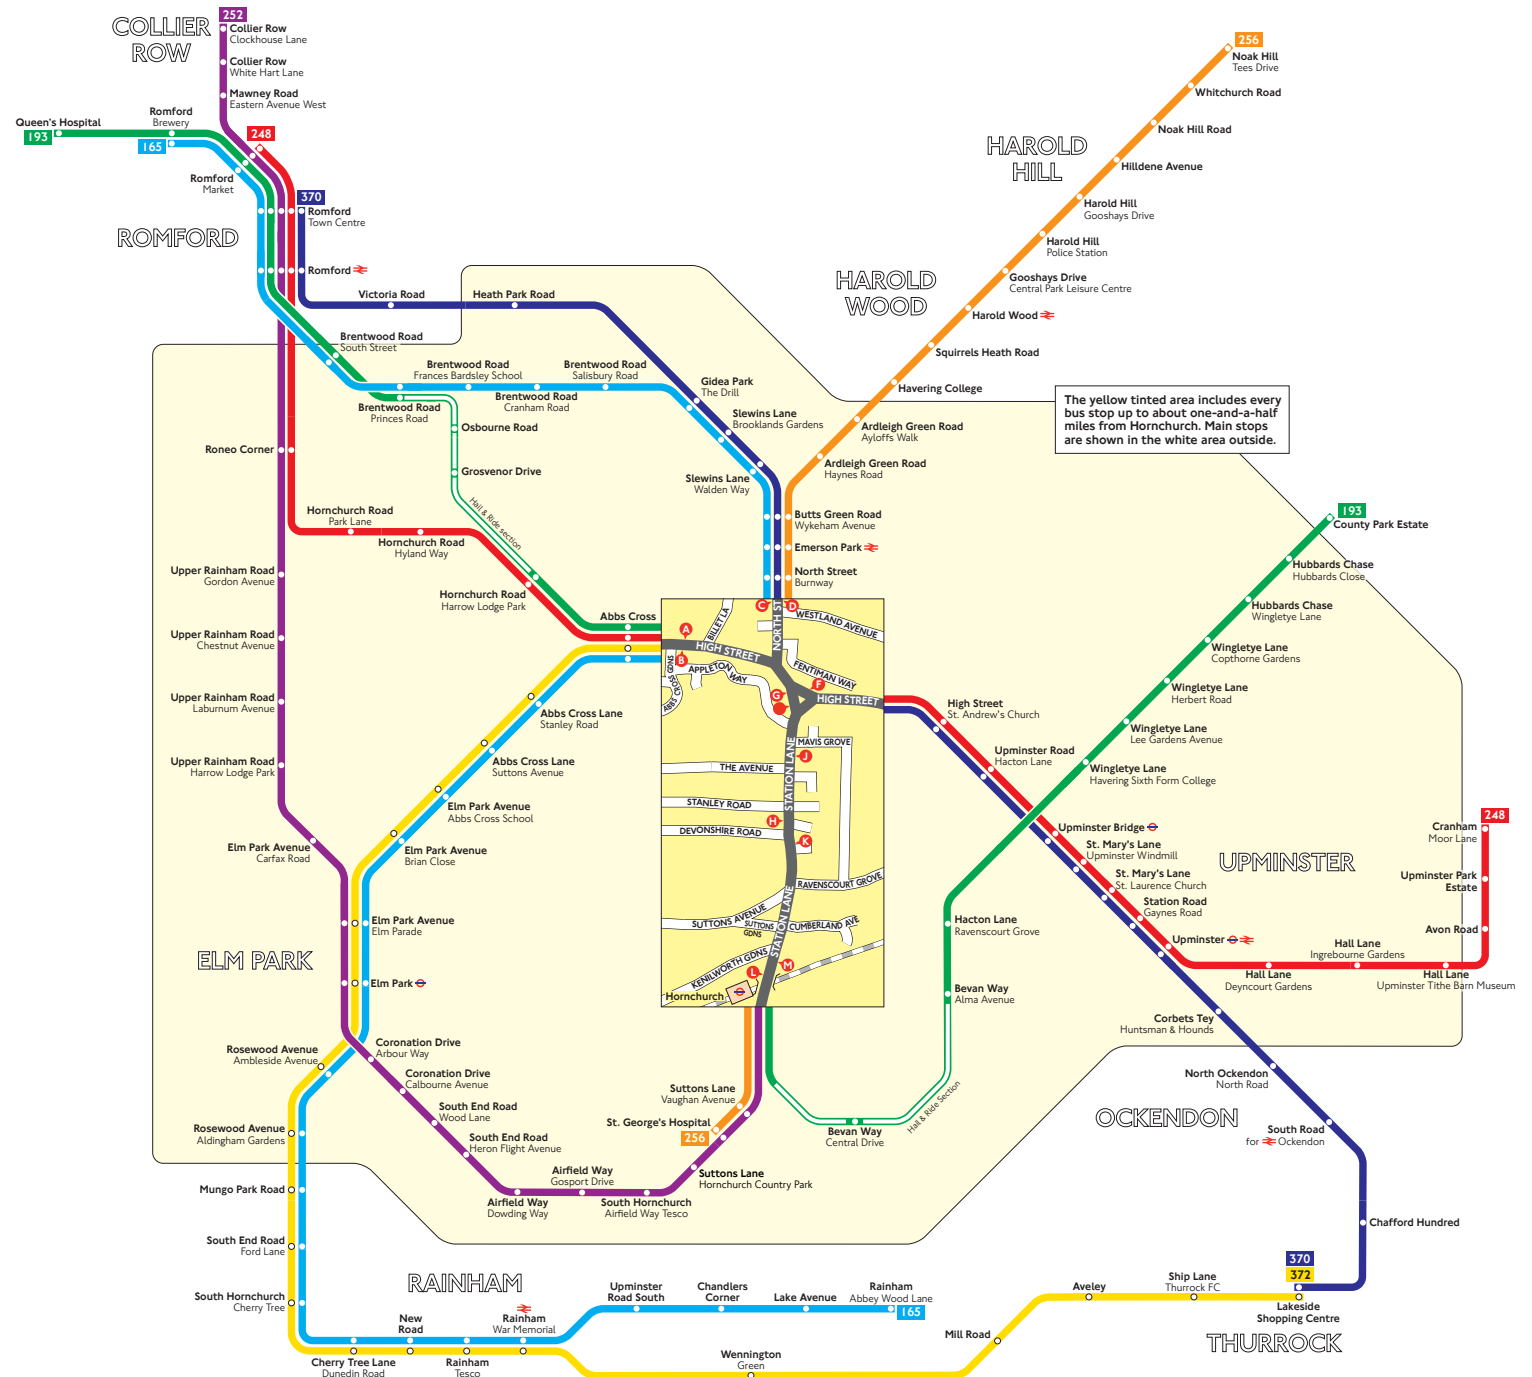 252
COLLIER
ROW
Collier Row
Clockhouse Lane
Collier Row
White Hart Lane
Mawney Road
Eastern Avenue West
Queen's Hospital
193
Romford
Brewery
165
248
Romford
Market
370
Romford
Town Centre
ROMFORD
Romford
Victoria Road
Heath Park Road
Brentwood Road
South Street
Brentwood Road
Frances Bardsley School
Brentwood Road
Salisbury Road
Brentwood Road
Princes Road
Brentwood Road
Cranham Road
Osbourne Road
Grosvenor Drive
Hail & Ride section
Gidea Park
The Drill
Slewins Lane
Brooklands Gardens
Slewins Lane
Walden Way
256
Noak Hill
Tees Drive
Whitchurch Road
Noak Hill Road
HAROLD
HILL
Hilldene Avenue
Harold Hill
Gooshays Drive
Harold Hill
Police Station
HAROLD
WOOD
Gooshays Drive
Central Park Leisure Centre
Harold Wood
Squirrels Heath Road
Havering College
Ardleigh Green Road
Ayloffs Walk
Ardleigh Green Road
Haynes Road
The yellow tinted area includes every
bus stop up to about one-and-a-half
miles from Hornchurch. Main stops
are shown in the white area outside.
Butts Green Road
Wykeham Avenue
Emerson Park
North Street
Burnway
Roneo Corner
Hornchurch Road
Park Lane
Hornchurch Road
Hyland Way
Hornchurch Road
Harrow Lodge Park
Upper Rainham Road
Gordon Avenue
Upper Rainham Road
Chestnut Avenue
Upper Rainham Road
Laburnum Avenue
Upper Rainham Road
Harrow Lodge Park
Abbs Cross
Abbs Cross Lane
Stanley Road
Abbs Cross Lane
Suttons Avenue
Elm Park Avenue
Abbs Cross School
Elm Park Avenue
Brian Close
Elm Park Avenue
Carfax Road
Elm Park Avenue
Elm Parade
ELM PARK
Elm Park
C
D
NORTH ST
WESTLAND AVENUE
A
BILLET LA
HIGH STREET
B
ABBS CROSS GDNS
APPLETON
WAY
FENTIMAN WAY
F
G
HIGH STREET
MAVIS GROVE
J
STATION LANE
THE AVENUE
STANLEY ROAD
H
DEVONSHIRE ROAD
K
RAVENSCOURT GROVE
SUTTONS AVENUE
SUTTONS
GDNS
CUMBERLAND AVE
STATION LANE
KENILWORTH GDNS
L
M
Hornchurch
193
County Park Estate
Hubbards Chase
Hubbards Close
Hubbards Chase
Wingletye Lane
Wingletye Lane
Copthorne Gardens
Wingletye Lane
Herbert Road
Wingletye Lane
Lee Gardens Avenue
Wingletye Lane
Havering Sixth Form College
High Street
St. Andrew's Church
Upminster Road
Hacton Lane
Upminster Bridge
St. Mary's Lane
Upminster Windmill
St. Mary's Lane
St. Laurence Church
Station Road
Gaynes Road
Upminster
UPMINSTER
248
Cranham
Moor Lane
Upminster Park
Estate
Avon Road
Hall Lane
Ingrebourne Gardens
Hall Lane
Deyncourt Gardens
Hall Lane
Upminster Tithe Barn Museum
Hacton Lane
Ravenscourt Grove
Bevan Way
Alma Avenue
Hail & Ride Section
Bevan Way
Central Drive
Corbets Tey
Huntsman & Hounds
North Ockendon
North Road
OCKENDON
South Road
for Ockendon
Chafford Hundred
370
372
Lakeside
Shopping Centre
THURROCK
Ship Lane
Thurrock FC
Aveley
Mill Road
Wennington
Green
Rosewood Avenue
Ambleside Avenue
Coronation Drive
Arbour Way
Coronation Drive
Calbourne Avenue
South End Road
Wood Lane
South End Road
Heron Flight Avenue
Airfield Way
Gosport Drive
Airfield Way
Dowding Way
South Hornchurch
Airfield Way Tesco
Suttons Lane
Hornchurch Country Park
Suttons Lane
Vaughan Avenue
St. George's Hospital
256
Rosewood Avenue
Aldingham Gardens
Mungo Park Road
South End Road
Ford Lane
South Hornchurch
Cherry Tree
RAINHAM
Cherry Tree Lane
Dunedin Road
New
Road
Rainham
Tesco
Rainham
War Memorial
Upminster
Road South
Chandlers
Corner
Lake Avenue
Rainham
Abbey Wood Lane
165